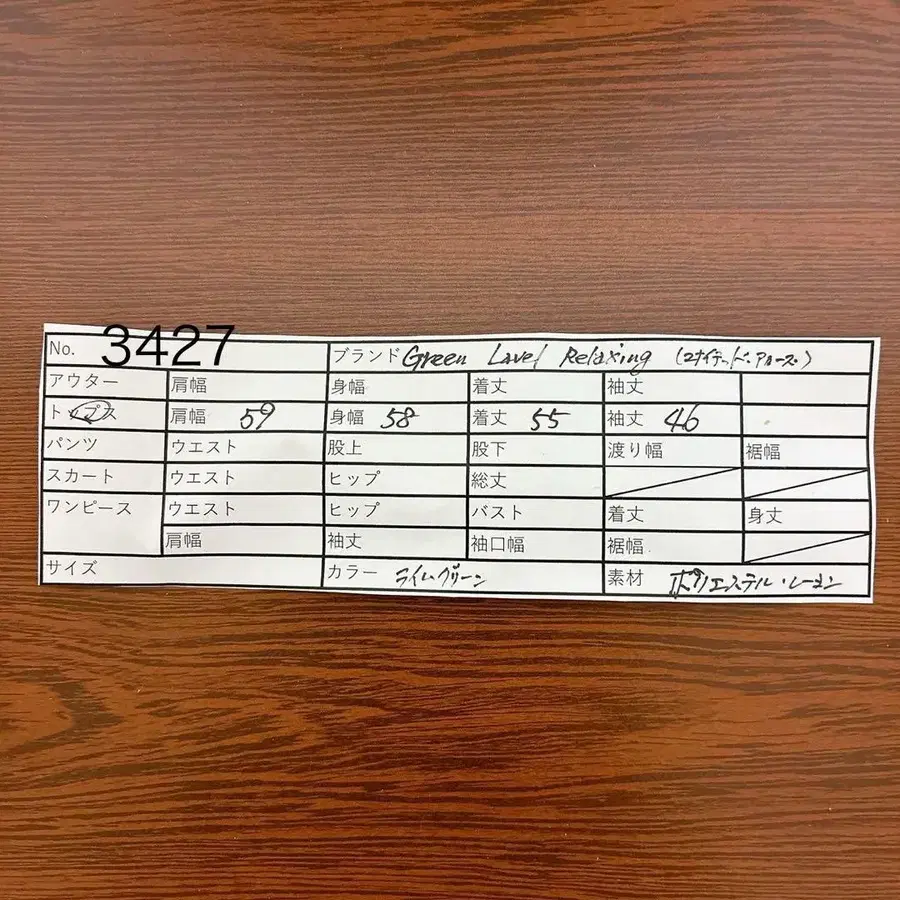 No. 3427 ブランド Green Lavel Relaxing (ユナイテッド・アローズ)
アウター 肩幅 身幅 着丈 袖丈
トップス 肩幅 59 身幅 58 着丈 55 袖丈 46
パンツ ウエスト 股上 股下 渡り幅 裾幅
スカート ウエスト ヒップ 総丈
ワンピース ウエスト ヒップ バスト 着丈 身丈
肩幅 袖丈 袖口幅 裾幅
サイズ カラー ライムグリーン 素材 ポリエステル・レーヨン